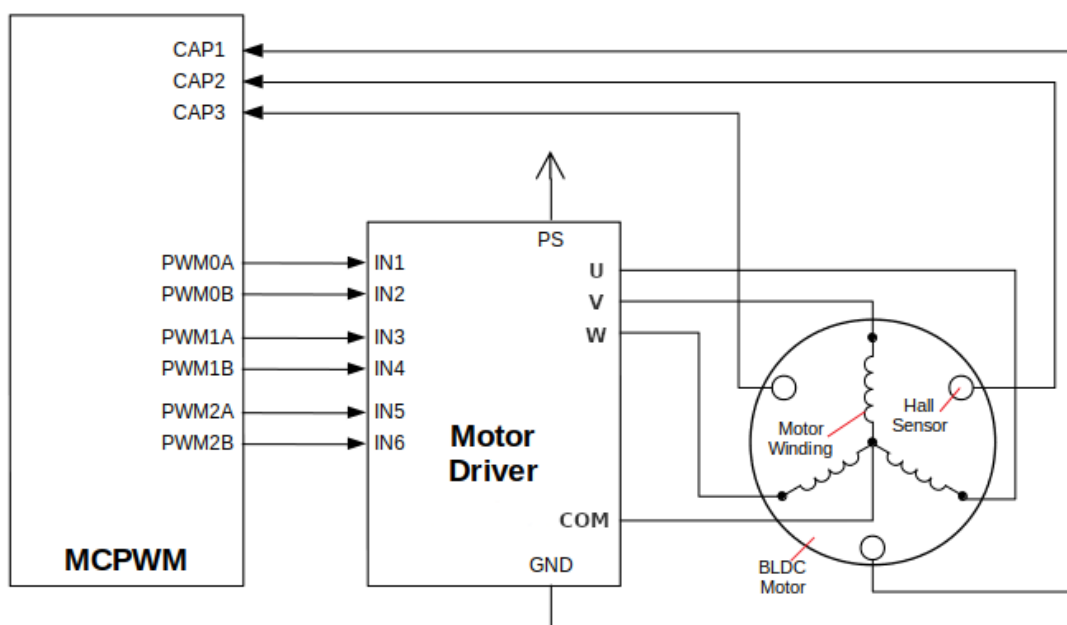 CAP1
CAP2
CAP3
PS
PWM0A
IN1
U
PWM0B
IN2
V
PWM1A
IN3
W
PWM1B
IN4
PWM2A
IN5
PWM2B
IN6
Motor
Driver
Hall
Sensor
Motor
Winding
COM
MCPWM
GND
BLDC
Motor